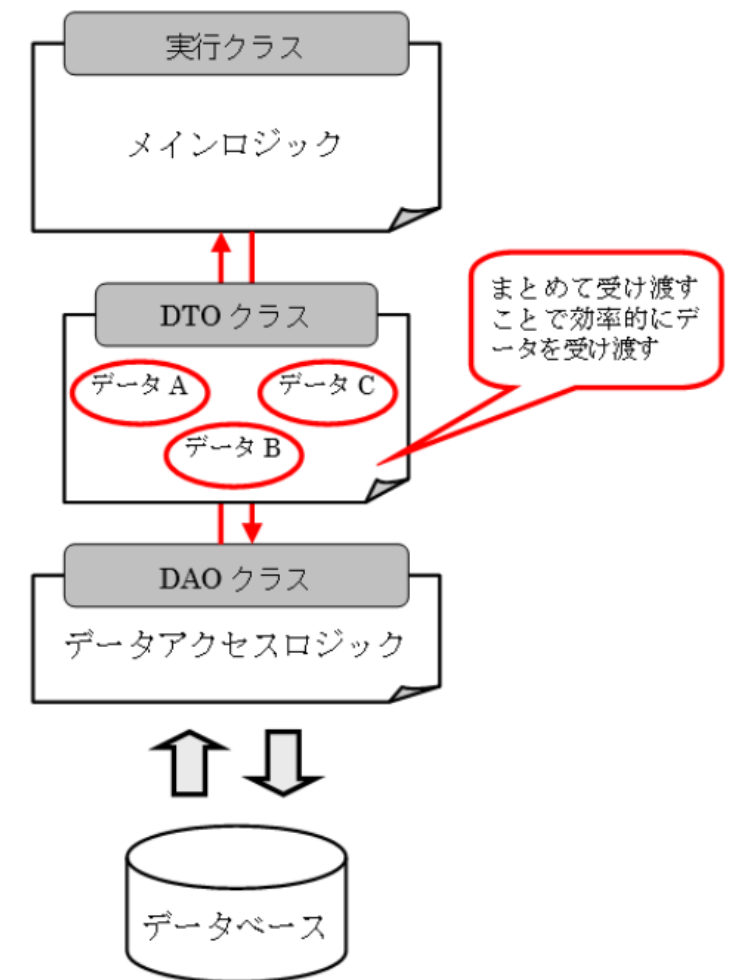 実行クラス
メインロジック
DTO クラス
まとめて受け渡す
ことで効率的にデ
ータを受け渡す
データ A
データ C
データ B
DAO クラス
データアクセスロジック
データベース